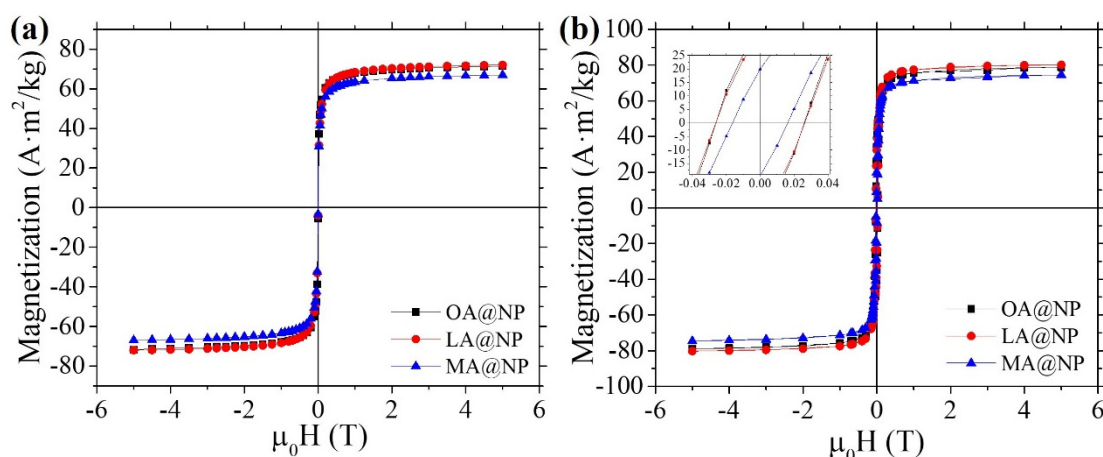 (a)
80
60
40
20
0
-20
-40
-60
-80
Magnetization (A·m²/kg)
OA@NP
LA@NP
MA@NP
-6 -4 -2 0 2 4 6
μ₀H (T)
(b)
100
80
60
40
20
0
-20
-40
-60
-80
-100
Magnetization (A·m²/kg)
25
20
15
10
5
0
-5
-10
-15
-0.04 -0.02 0.00 0.02 0.04
OA@NP
LA@NP
MA@NP
-6 -4 -2 0 2 4 6
μ₀H (T)